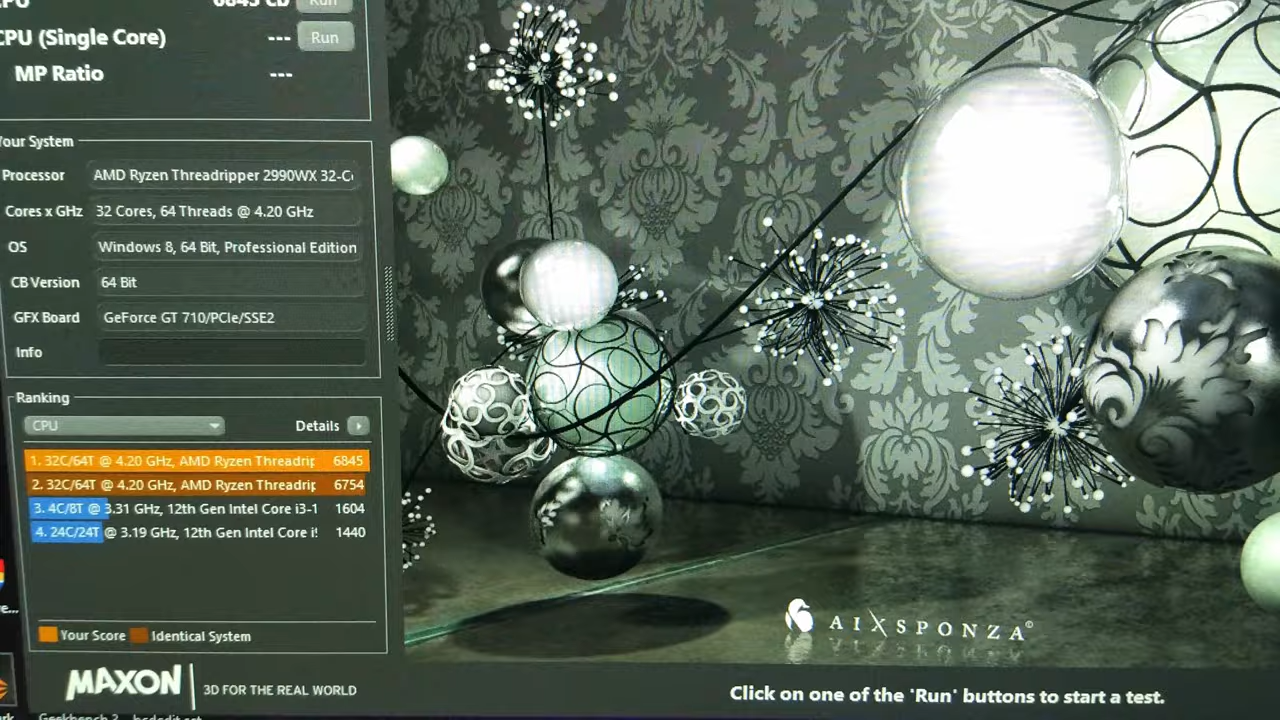 6845 Cb Run
CPU (Single Core) --- Run
MP Ratio ---
Your System
Processor AMD Ryzen Threadripper 2990WX 32-C
Cores x GHz 32 Cores, 64 Threads @ 4.20 GHz
OS Windows 8, 64 Bit, Professional Edition
CB Version 64 Bit
GFX Board GeForce GT 710/PCIe/SSE2
Info
Ranking
CPU Details
1. 32C/64T @ 4.20 GHz, AMD Ryzen Threadrip 6845
2. 32C/64T @ 4.20 GHz, AMD Ryzen Threadrip 6754
3. 4C/8T @ 3.31 GHz, 12th Gen Intel Core i3-1 1604
4. 24C/24T @ 3.19 GHz, 12th Gen Intel Core i! 1440
Your Score Identical System
AIXSPONZA©
MAXON 3D FOR THE REAL WORLD
Click on one of the 'Run' buttons to start a test.